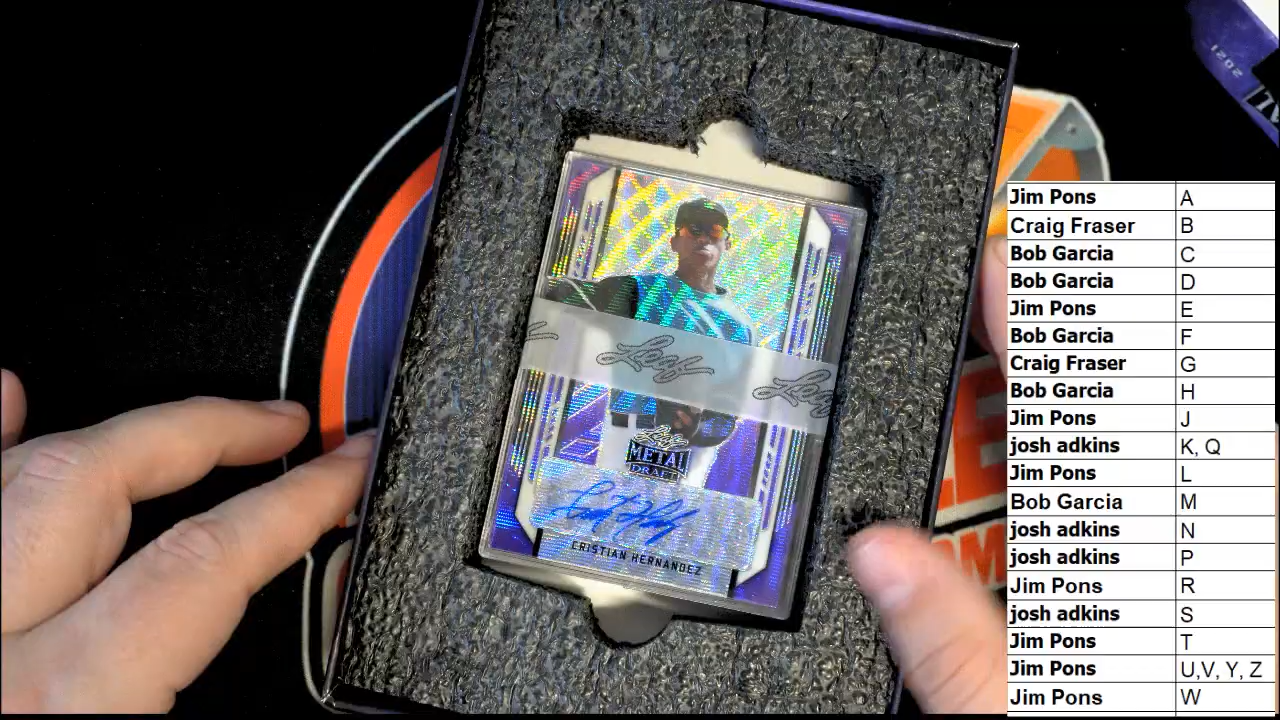 2021
Leaf
Leaf
Leaf
METAL
DRAFT
CRISTIAN HERNANDEZ
Jim Pons A
Craig Fraser B
Bob Garcia C
Bob Garcia D
Jim Pons E
Bob Garcia F
Craig Fraser G
Bob Garcia H
Jim Pons J
josh adkins K, Q
Jim Pons L
Bob Garcia M
josh adkins N
josh adkins P
Jim Pons R
josh adkins S
Jim Pons T
Jim Pons U,V, Y, Z
Jim Pons W